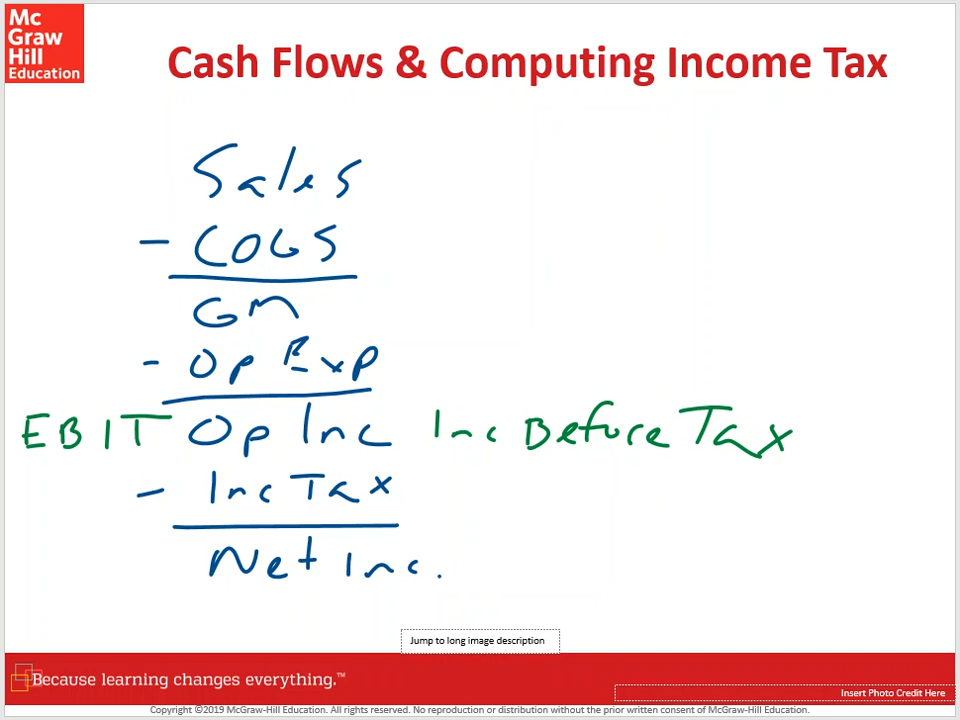 Mc
Graw
Hill
Education
Cash Flows & Computing Income Tax
Sales
- COGS
GM
- Op Exp
EBIT Op Inc Inc Before Tax
- Inc Tax
Net Inc.
Jump to long image description
Because learning changes everything.™
Insert Photo Credit Here
Copyright ©2019 McGraw-Hill Education. All rights reserved. No reproduction or distribution without the prior written consent of McGraw-Hill Education.